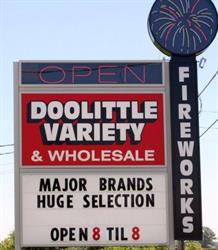 OPEN
DOOLITTLE
VARIETY
& WHOLESALE
MAJOR BRANDS
HUGE SELECTION
OPEN 8 TIL 8
FIREWORKS